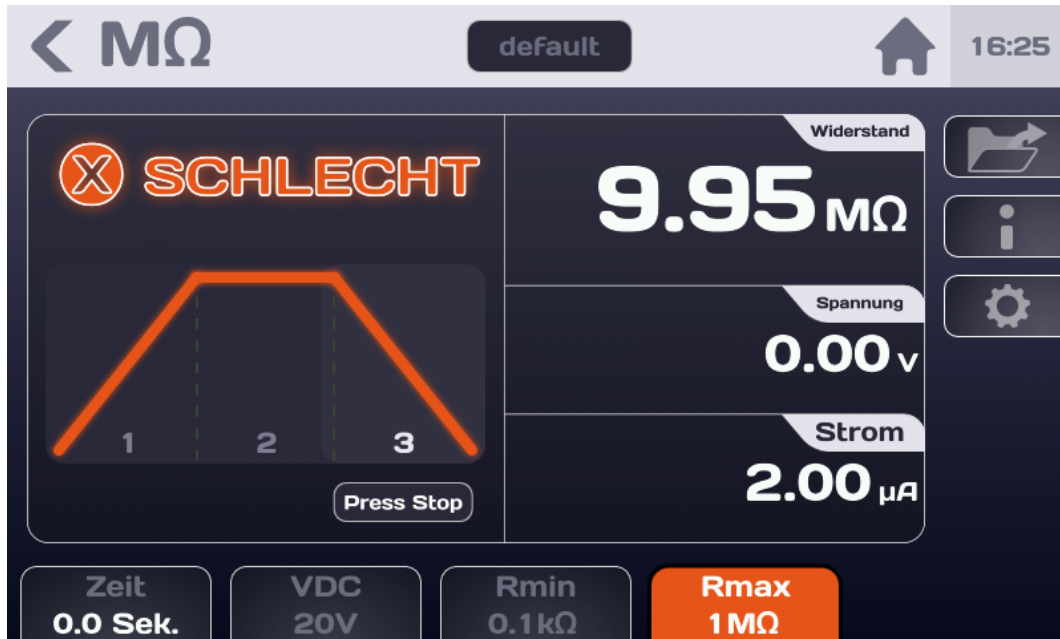 MΩ
default
16:25
X SCHLECHT
Widerstand
9.95 MΩ
Spannung
0.00 V
Strom
2.00 µA
1
2
3
Press Stop
Zeit
0.0 Sek.
VDC
20V
Rmin
0.1kΩ
Rmax
1MΩ